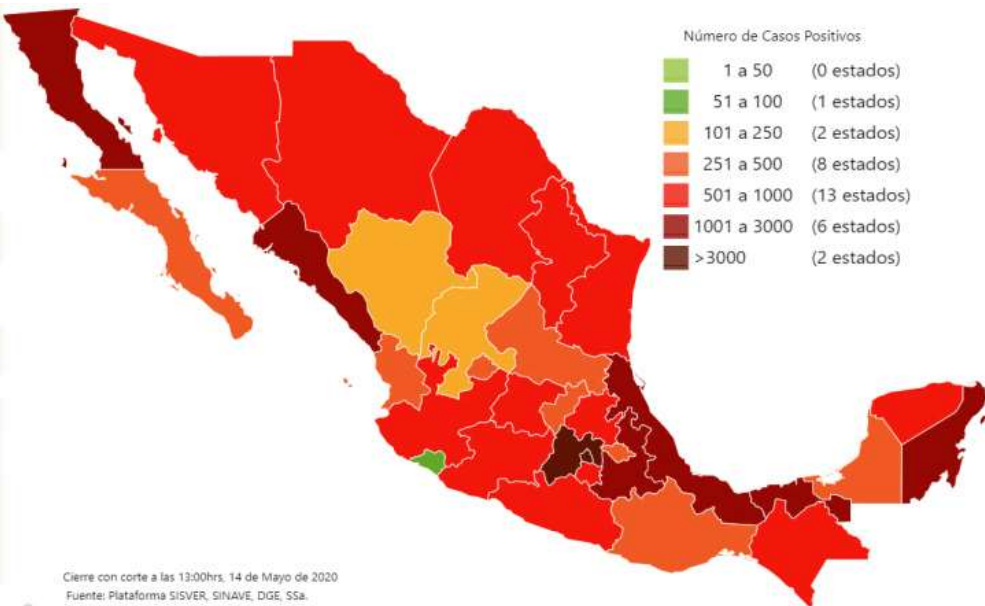 Número de Casos Positivos
1 a 50 (0 estados)
51 a 100 (1 estados)
101 a 250 (2 estados)
251 a 500 (8 estados)
501 a 1000 (13 estados)
1001 a 3000 (6 estados)
>3000 (2 estados)
Cierre con corte a las 13:00hrs, 14 de Mayo de 2020
Fuente: Plataforma SISVER, SINAVE, DGE, SSa.